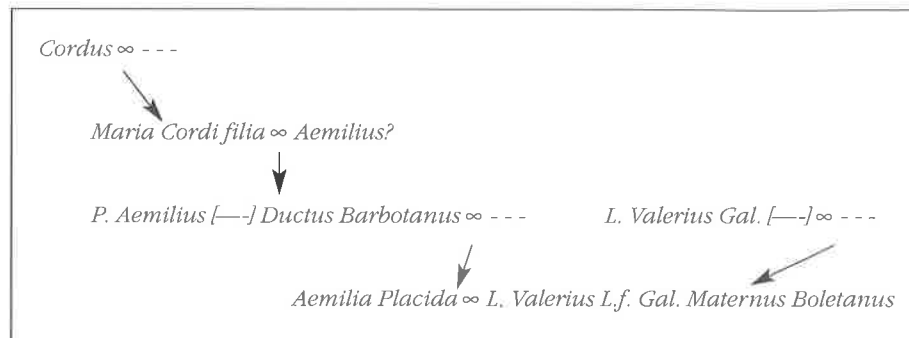 Cordus ∞ - - -
Maria Cordi filia ∞ Aemilius?
P. Aemilius [—-] Ductus Barbotanus ∞ - - - L. Valerius Gal. [—-] ∞ - - -
Aemilia Placida ∞ L. Valerius L.f. Gal. Maternus Boletanus